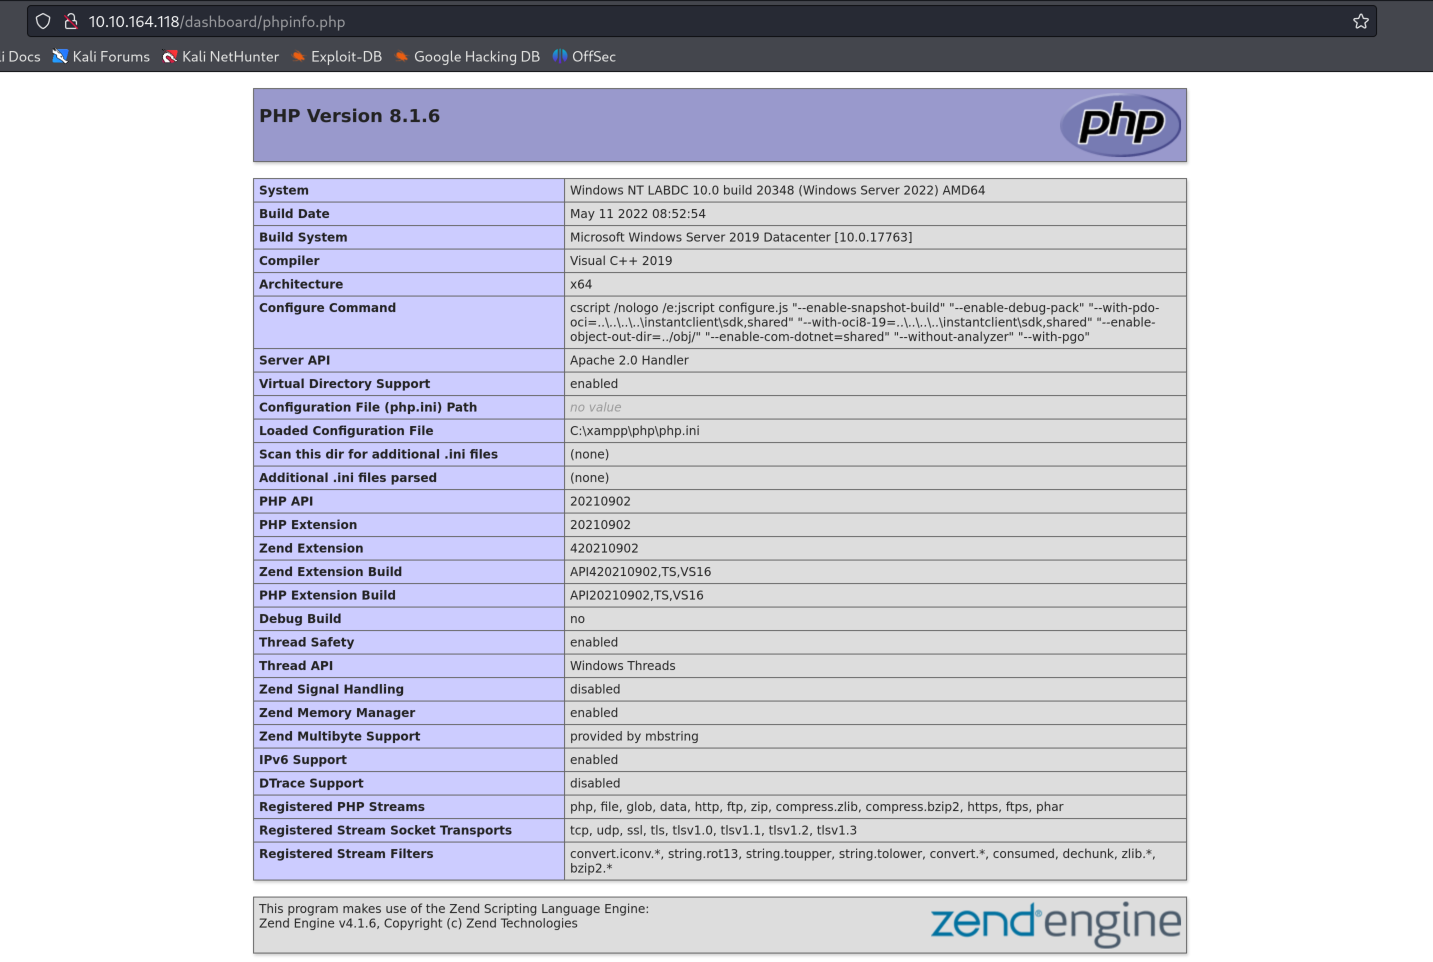 10.10.164.118/dashboard/phpinfo.php
i Docs Kali Forums Kali NetHunter Exploit-DB Google Hacking DB OffSec
PHP Version 8.1.6
php
System Windows NT LABDC 10.0 build 20348 (Windows Server 2022) AMD64
Build Date May 11 2022 08:52:54
Build System Microsoft Windows Server 2019 Datacenter [10.0.17763]
Compiler Visual C++ 2019
Architecture x64
Configure Command cscript /nologo /e:jscript configure.js "--enable-snapshot-build" "--enable-debug-pack" "--with-pdo-
oci=..\..\..\..\instantclient\sdk,shared" "--with-oci8-19=..\..\..\..\instantclient\sdk,shared" "--enable-
object-out-dir=../obj/" "--enable-com-dotnet=shared" "--without-analyzer" "--with-pgo"
Server API Apache 2.0 Handler
Virtual Directory Support enabled
Configuration File (php.ini) Path no value
Loaded Configuration File C:\xampp\php\php.ini
Scan this dir for additional .ini files (none)
Additional .ini files parsed (none)
PHP API 20210902
PHP Extension 20210902
Zend Extension 420210902
Zend Extension Build API420210902,TS,VS16
PHP Extension Build API20210902,TS,VS16
Debug Build no
Thread Safety enabled
Thread API Windows Threads
Zend Signal Handling disabled
Zend Memory Manager enabled
Zend Multibyte Support provided by mbstring
IPv6 Support enabled
DTrace Support disabled
Registered PHP Streams php, file, glob, data, http, ftp, zip, compress.zlib, compress.bzip2, https, ftps, phar
Registered Stream Socket Transports tcp, udp, ssl, tls, tlsv1.0, tlsv1.1, tlsv1.2, tlsv1.3
Registered Stream Filters convert.iconv.*, string.rot13, string.toupper, string.tolower, convert.*, consumed, dechunk, zlib.*,
bzip2.*
This program makes use of the Zend Scripting Language Engine:
Zend Engine v4.1.6, Copyright (c) Zend Technologies
zend®engine